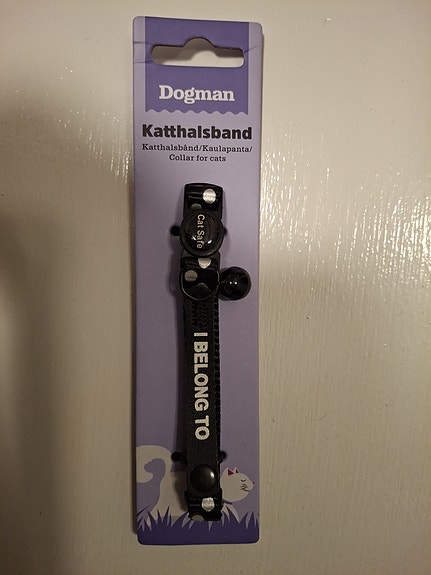 Dogman
Katthalsband
Katthalsbånd/Kaulapanta/
Collar for cats
Cat Safe
I BELONG TO